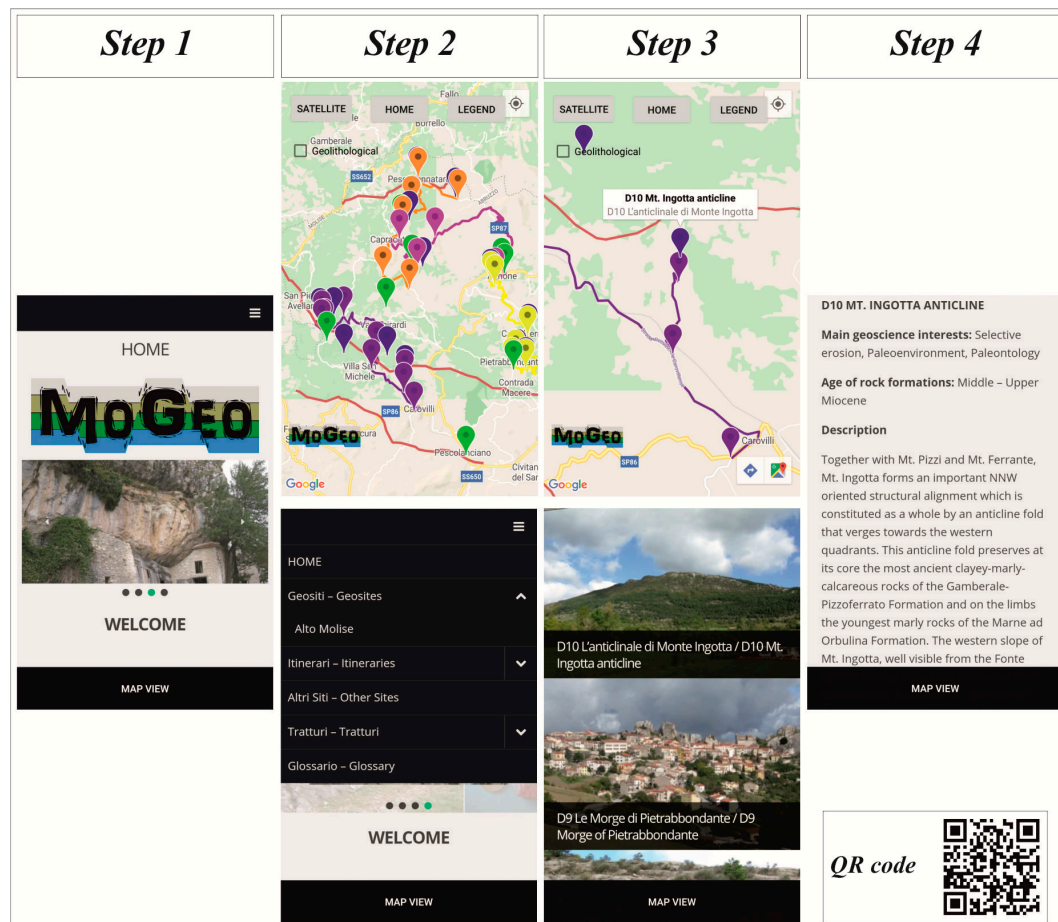 Step 1
HOME
MoGeo
WELCOME
MAP VIEW
Step 2
SATELLITE
HOME
LEGEND
Fallo
le
Borrello
Gamberale
Geolithological
SS652
ABRUZZO
MOLISE
SP87
Villa San
Michele
Contrada
Macere
SP86
Carovilli
MoGeo
Pescolanciano
SS650
Civitan
del San
Google
HOME
Geositi – Geosites
Alto Molise
Itinerari – Itineraries
Altri Siti – Other Sites
Tratturi – Tratturi
Glossario – Glossary
WELCOME
MAP VIEW
Step 3
SATELLITE
HOME
LEGEND
Geolithological
D10 Mt. Ingotta anticline
D10 L'anticlinale di Monte Ingotta
Carovilli
MoGeo
SP86
Google
D10 L'anticlinale di Monte Ingotta / D10 Mt.
Ingotta anticline
D9 Le Morge di Pietrabbondante / D9
Morge of Pietrabbondante
MAP VIEW
Step 4
D10 MT. INGOTTA ANTICLINE
Main geoscience interests: Selective
erosion, Paleoenvironment, Paleontology
Age of rock formations: Middle – Upper
Miocene
Description
Together with Mt. Pizzi and Mt. Ferrante,
Mt. Ingotta forms an important NNW
oriented structural alignment which is
constituted as a whole by an anticline fold
that verges towards the western
quadrants. This anticline fold preserves at
its core the most ancient clayey-marly-
calcareous rocks of the Gamberale-
Pizzoferrato Formation and on the limbs
the youngest marly rocks of the Marne ad
Orbulina Formation. The western slope of
Mt. Ingotta, well visible from the Fonte
MAP VIEW
QR code